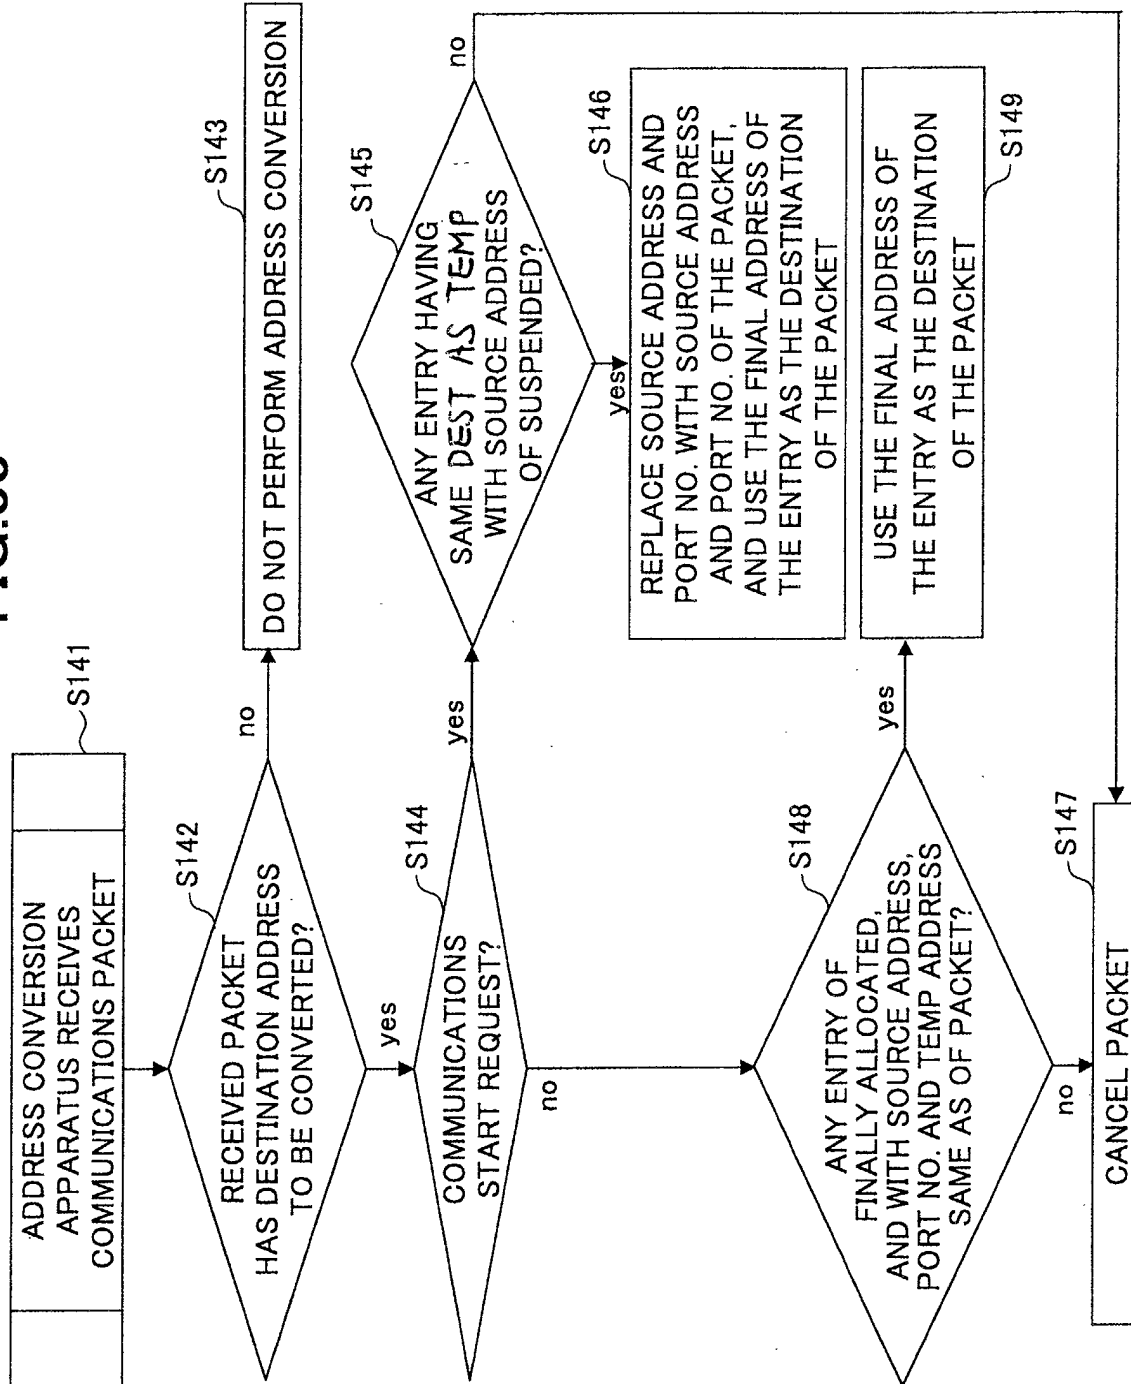 S141
ADDRESS CONVERSION
APPARATUS RECEIVES
COMMUNICATIONS PACKET
S142
RECEIVED PACKET
HAS DESTINATION ADDRESS
TO BE CONVERTED?
no
yes
S143
DO NOT PERFORM ADDRESS CONVERSION
S144
COMMUNICATIONS
START REQUEST?
yes
no
S145
ANY ENTRY HAVING
SAME DEST AS TEMP
WITH SOURCE ADDRESS
OF SUSPENDED?
no
yes
S146
REPLACE SOURCE ADDRESS AND
PORT NO. WITH SOURCE ADDRESS
AND PORT NO. OF THE PACKET,
AND USE THE FINAL ADDRESS OF
THE ENTRY AS THE DESTINATION
OF THE PACKET
S148
ANY ENTRY OF
FINALLY ALLOCATED,
AND WITH SOURCE ADDRESS,
PORT NO. AND TEMP ADDRESS
SAME AS OF PACKET?
yes
no
S149
USE THE FINAL ADDRESS OF
THE ENTRY AS THE DESTINATION
OF THE PACKET
S147
CANCEL PACKET